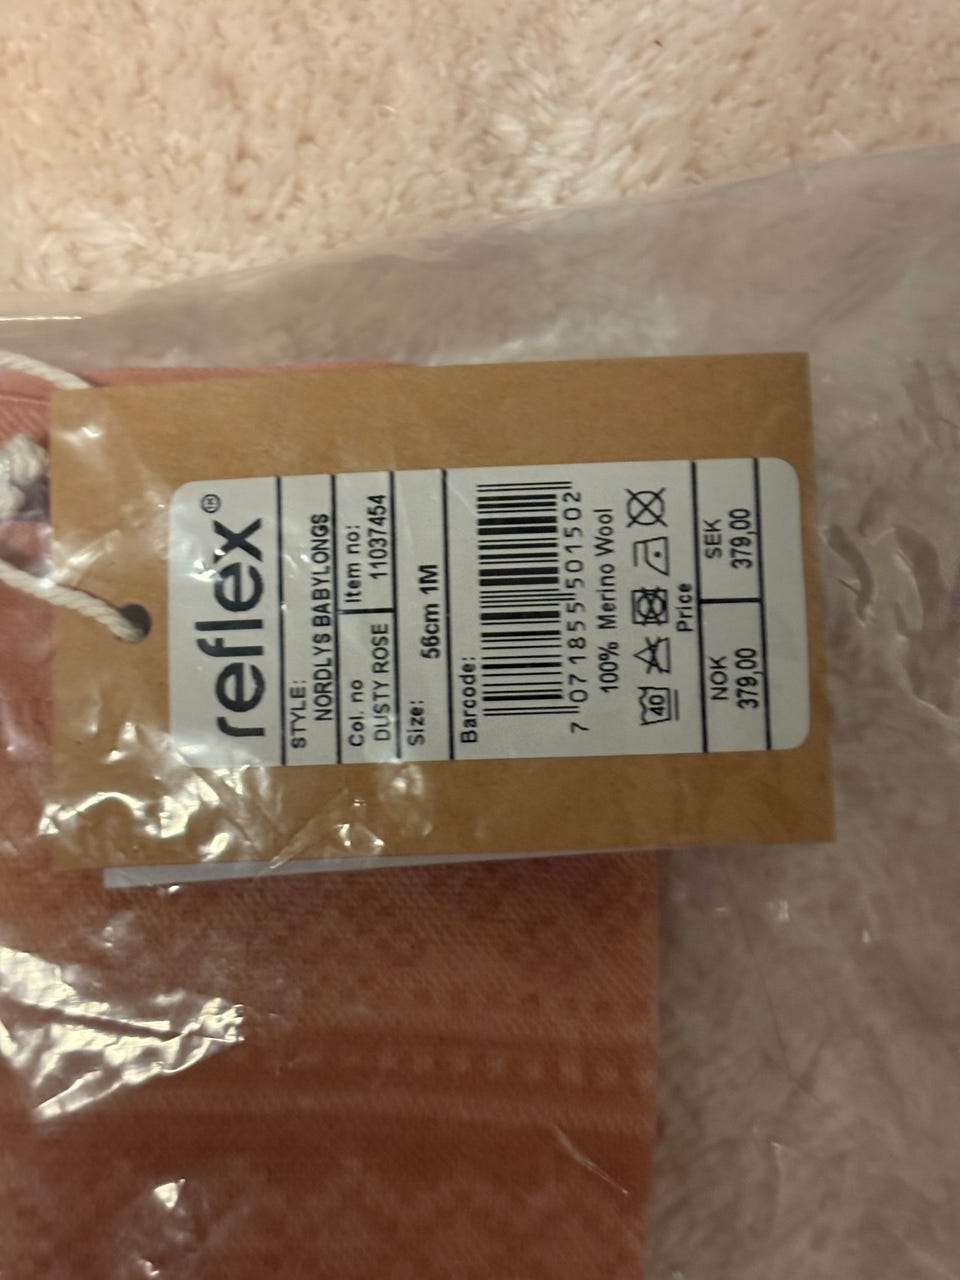 reflex®
STYLE:
NORDLYS BABYLONGS
Col. no
DUSTY ROSE
Item no:
11037454
Size:
56cm 1M
Barcode:
7 071855 501502
100% Merino Wool
40
Price
NOK
379,00
SEK
379,00